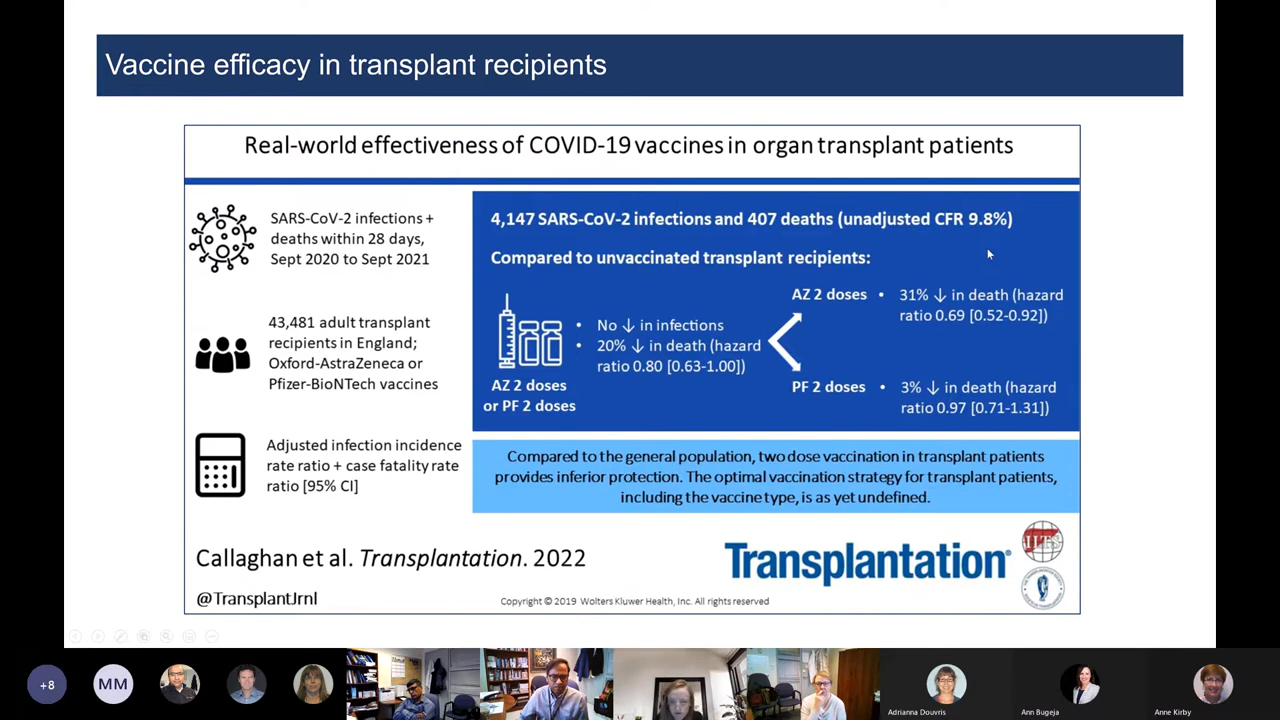 Vaccine efficacy in transplant recipients
Real-world effectiveness of COVID-19 vaccines in organ transplant patients
SARS-CoV-2 infections +
deaths within 28 days,
Sept 2020 to Sept 2021
43,481 adult transplant
recipients in England;
Oxford-AstraZeneca or
Pfizer-BioNTech vaccines
Adjusted infection incidence
rate ratio + case fatality rate
ratio [95% CI]
4,147 SARS-CoV-2 infections and 407 deaths (unadjusted CFR 9.8%)
Compared to unvaccinated transplant recipients:
AZ 2 doses
or PF 2 doses
• No ↓ in infections
• 20% ↓ in death (hazard
ratio 0.80 [0.63-1.00])
AZ 2 doses • 31% ↓ in death (hazard
ratio 0.69 [0.52-0.92])
PF 2 doses • 3% ↓ in death (hazard
ratio 0.97 [0.71-1.31])
Compared to the general population, two dose vaccination in transplant patients
provides inferior protection. The optimal vaccination strategy for transplant patients,
including the vaccine type, is as yet undefined.
Callaghan et al. Transplantation. 2022
Transplantation®
ILTS
@TransplantJrnl
Copyright © 2019 Wolters Kluwer Health, Inc. All rights reserved
+8
MM
Adrianna Douvris
Ann Bugeja
Anne Kirby